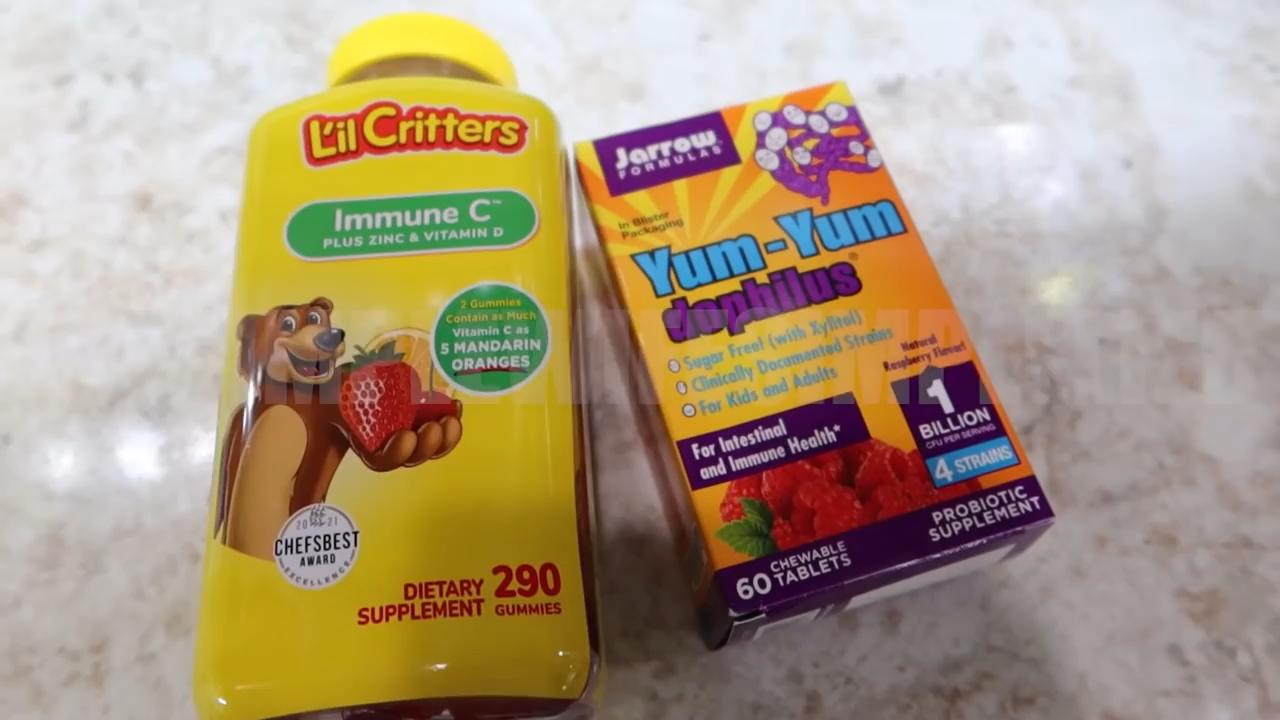 L'il Critters
Immune C™
PLUS ZINC & VITAMIN D
2 Gummies
Contain as Much
Vitamin C as
5 MANDARIN
ORANGES
2021
CHEFSBEST
AWARD
EXCELLENCE
DIETARY
SUPPLEMENT
290
GUMMIES
Jarrow
FORMULAS
In Blister
Packaging
Yum-Yum
dophilus®
Sugar Free! (with Xylitol)
Clinically Documented Strains
For Kids and Adults
Natural
Raspberry Flavor!
1
BILLION
CFU PER SERVING
4 STRAINS
For Intestinal
and Immune Health*
PROBIOTIC
SUPPLEMENT
60 CHEWABLE
TABLETS